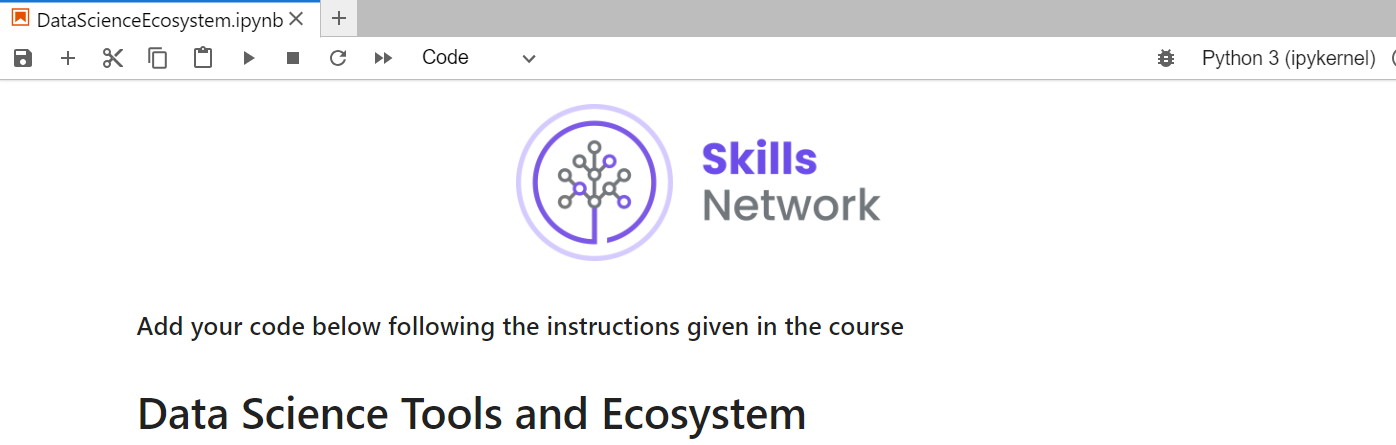 DataScienceEcosystem.ipynb
Code
Python 3 (ipykernel)
Skills
Network
Add your code below following the instructions given in the course
Data Science Tools and Ecosystem